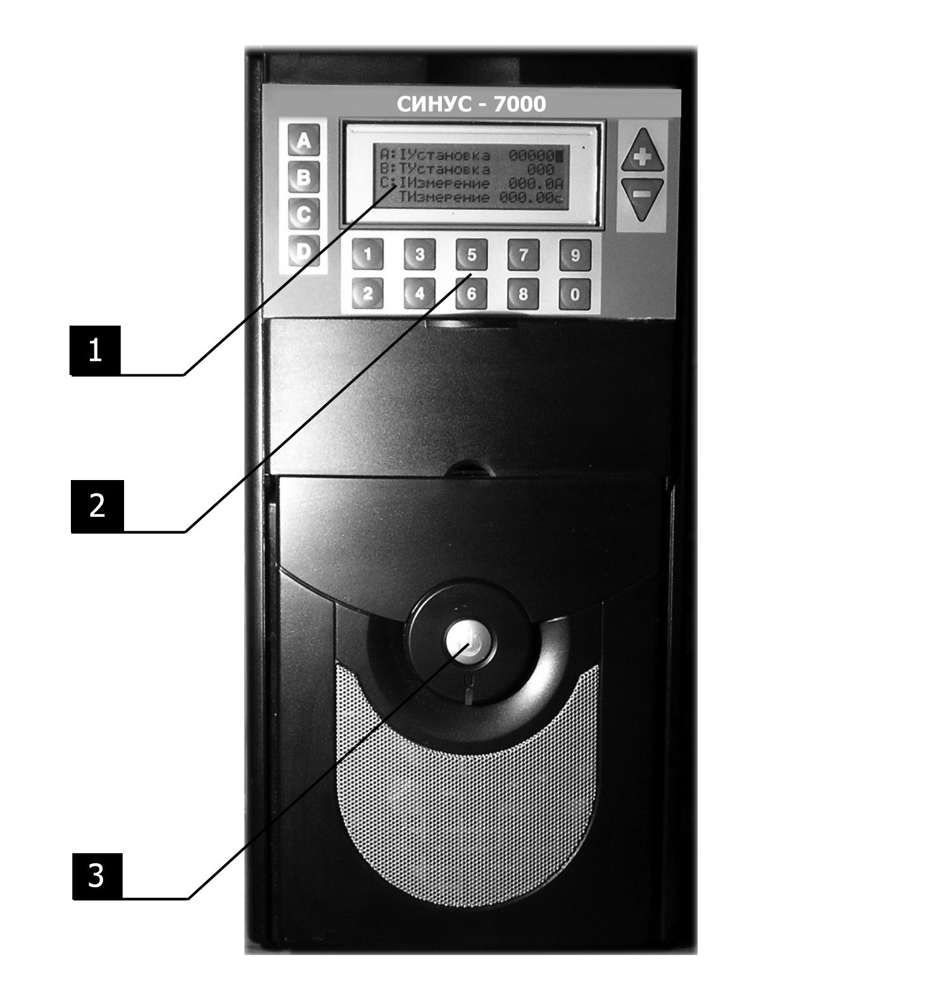 СИНУС - 7000
A
B
C
D
A:IУстановка 00000
B:TУстановка 000
C:IИзмерение 000.0A
TИзмерение 000.00с
+
-
1 3 5 7 9
2 4 6 8 0
1
2
3